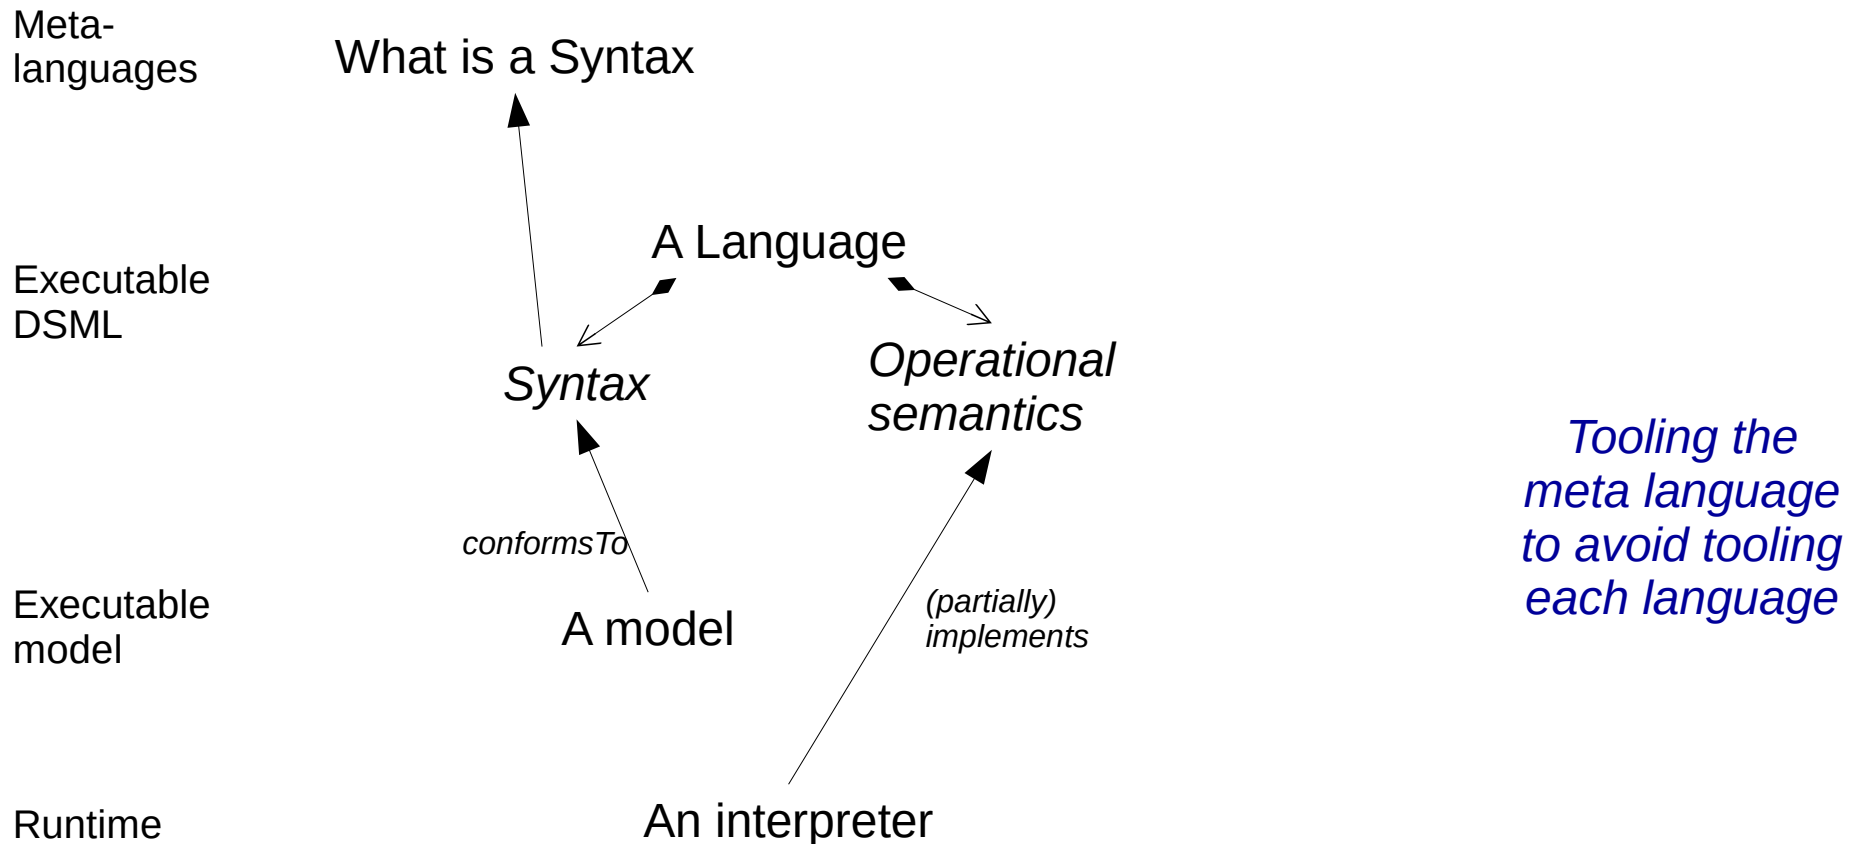 Meta-
languages
What is a Syntax
A Language
Executable
DSML
Syntax
Operational
semantics
Tooling the
meta language
to avoid tooling
each language
conformsTo
Executable
model
A model
(partially)
implements
Runtime
An interpreter